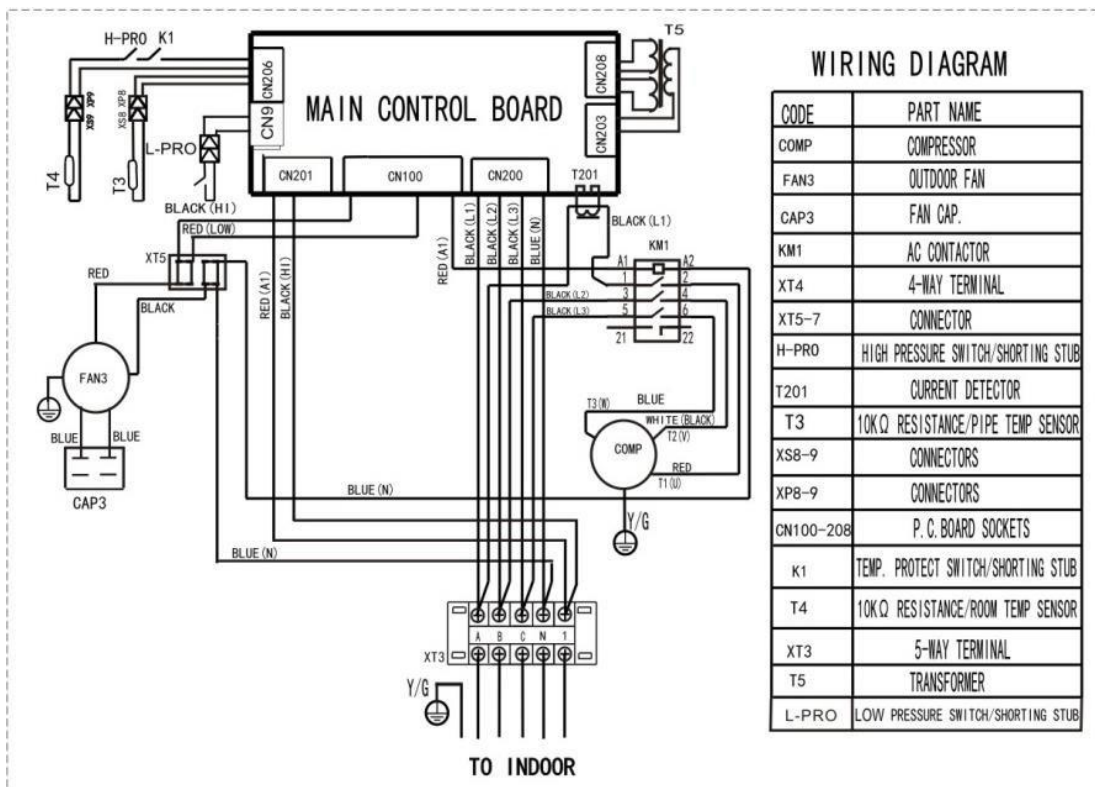 H-PRO K1
T5
CN206
CN208
MAIN CONTROL BOARD
CN9
CN203
XS9 XP9
XS8 XP8
L-PRO
T4
T3
CN201
CN100
CN200
T201
BLACK(HI)
RED(LOW)
BLACK(L1)
XT5
RED
BLACK
RED(A1)
BLACK(HI)
RED(A1)
BLACK(L1)
BLACK(L2)
BLACK(L3)
BLUE(N)
KM1
A1 A2
1 2
BLACK(L2) 3 4
BLACK(L3) 5 6
21 22
FAN3
BLUE BLUE
CAP3
T3(W) BLUE
WHITE(BLACK)
T2(V)
COMP
RED
T1(U)
Y/G
BLUE(N)
BLUE(N)
XT3
A B C N 1
Y/G
TO INDOOR
WIRING DIAGRAM
CODE PART NAME
COMP COMPRESSOR
FAN3 OUTDOOR FAN
CAP3 FAN CAP.
KM1 AC CONTACTOR
XT4 4-WAY TERMINAL
XT5-7 CONNECTOR
H-PRO HIGH PRESSURE SWITCH/SHORTING STUB
T201 CURRENT DETECTOR
T3 10KΩ RESISTANCE/PIPE TEMP SENSOR
XS8-9 CONNECTORS
XP8-9 CONNECTORS
CN100-208 P.C.BOARD SOCKETS
K1 TEMP. PROTECT SWITCH/SHORTING STUB
T4 10KΩ RESISTANCE/ROOM TEMP SENSOR
XT3 5-WAY TERMINAL
T5 TRANSFORMER
L-PRO LOW PRESSURE SWITCH/SHORTING STUB